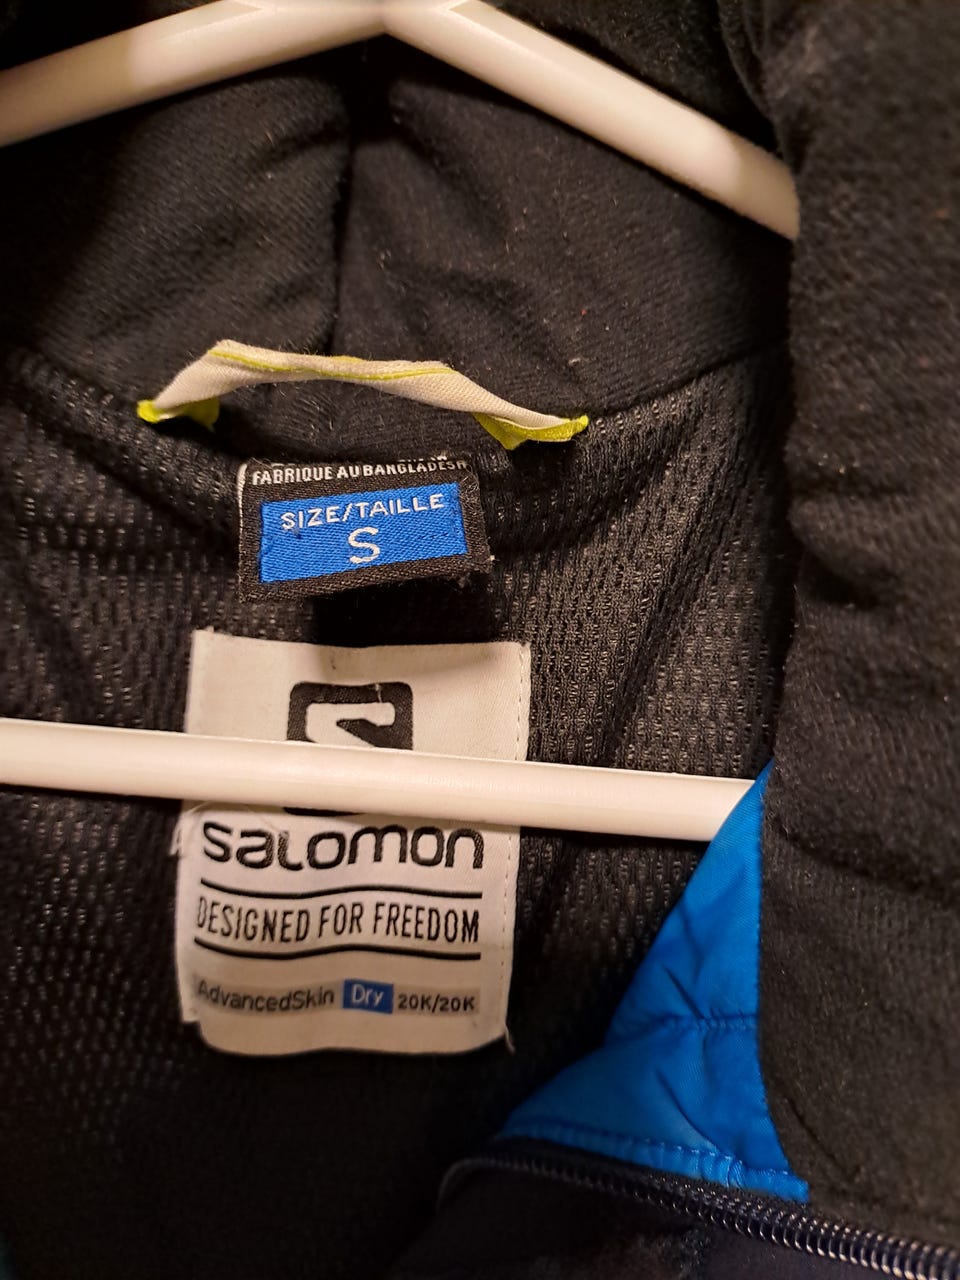 FABRIQUE AU BANGLADESH
SIZE/TAILLE
S
SALOMON
DESIGNED FOR FREEDOM
AdvancedSkin Dry 20K/20K